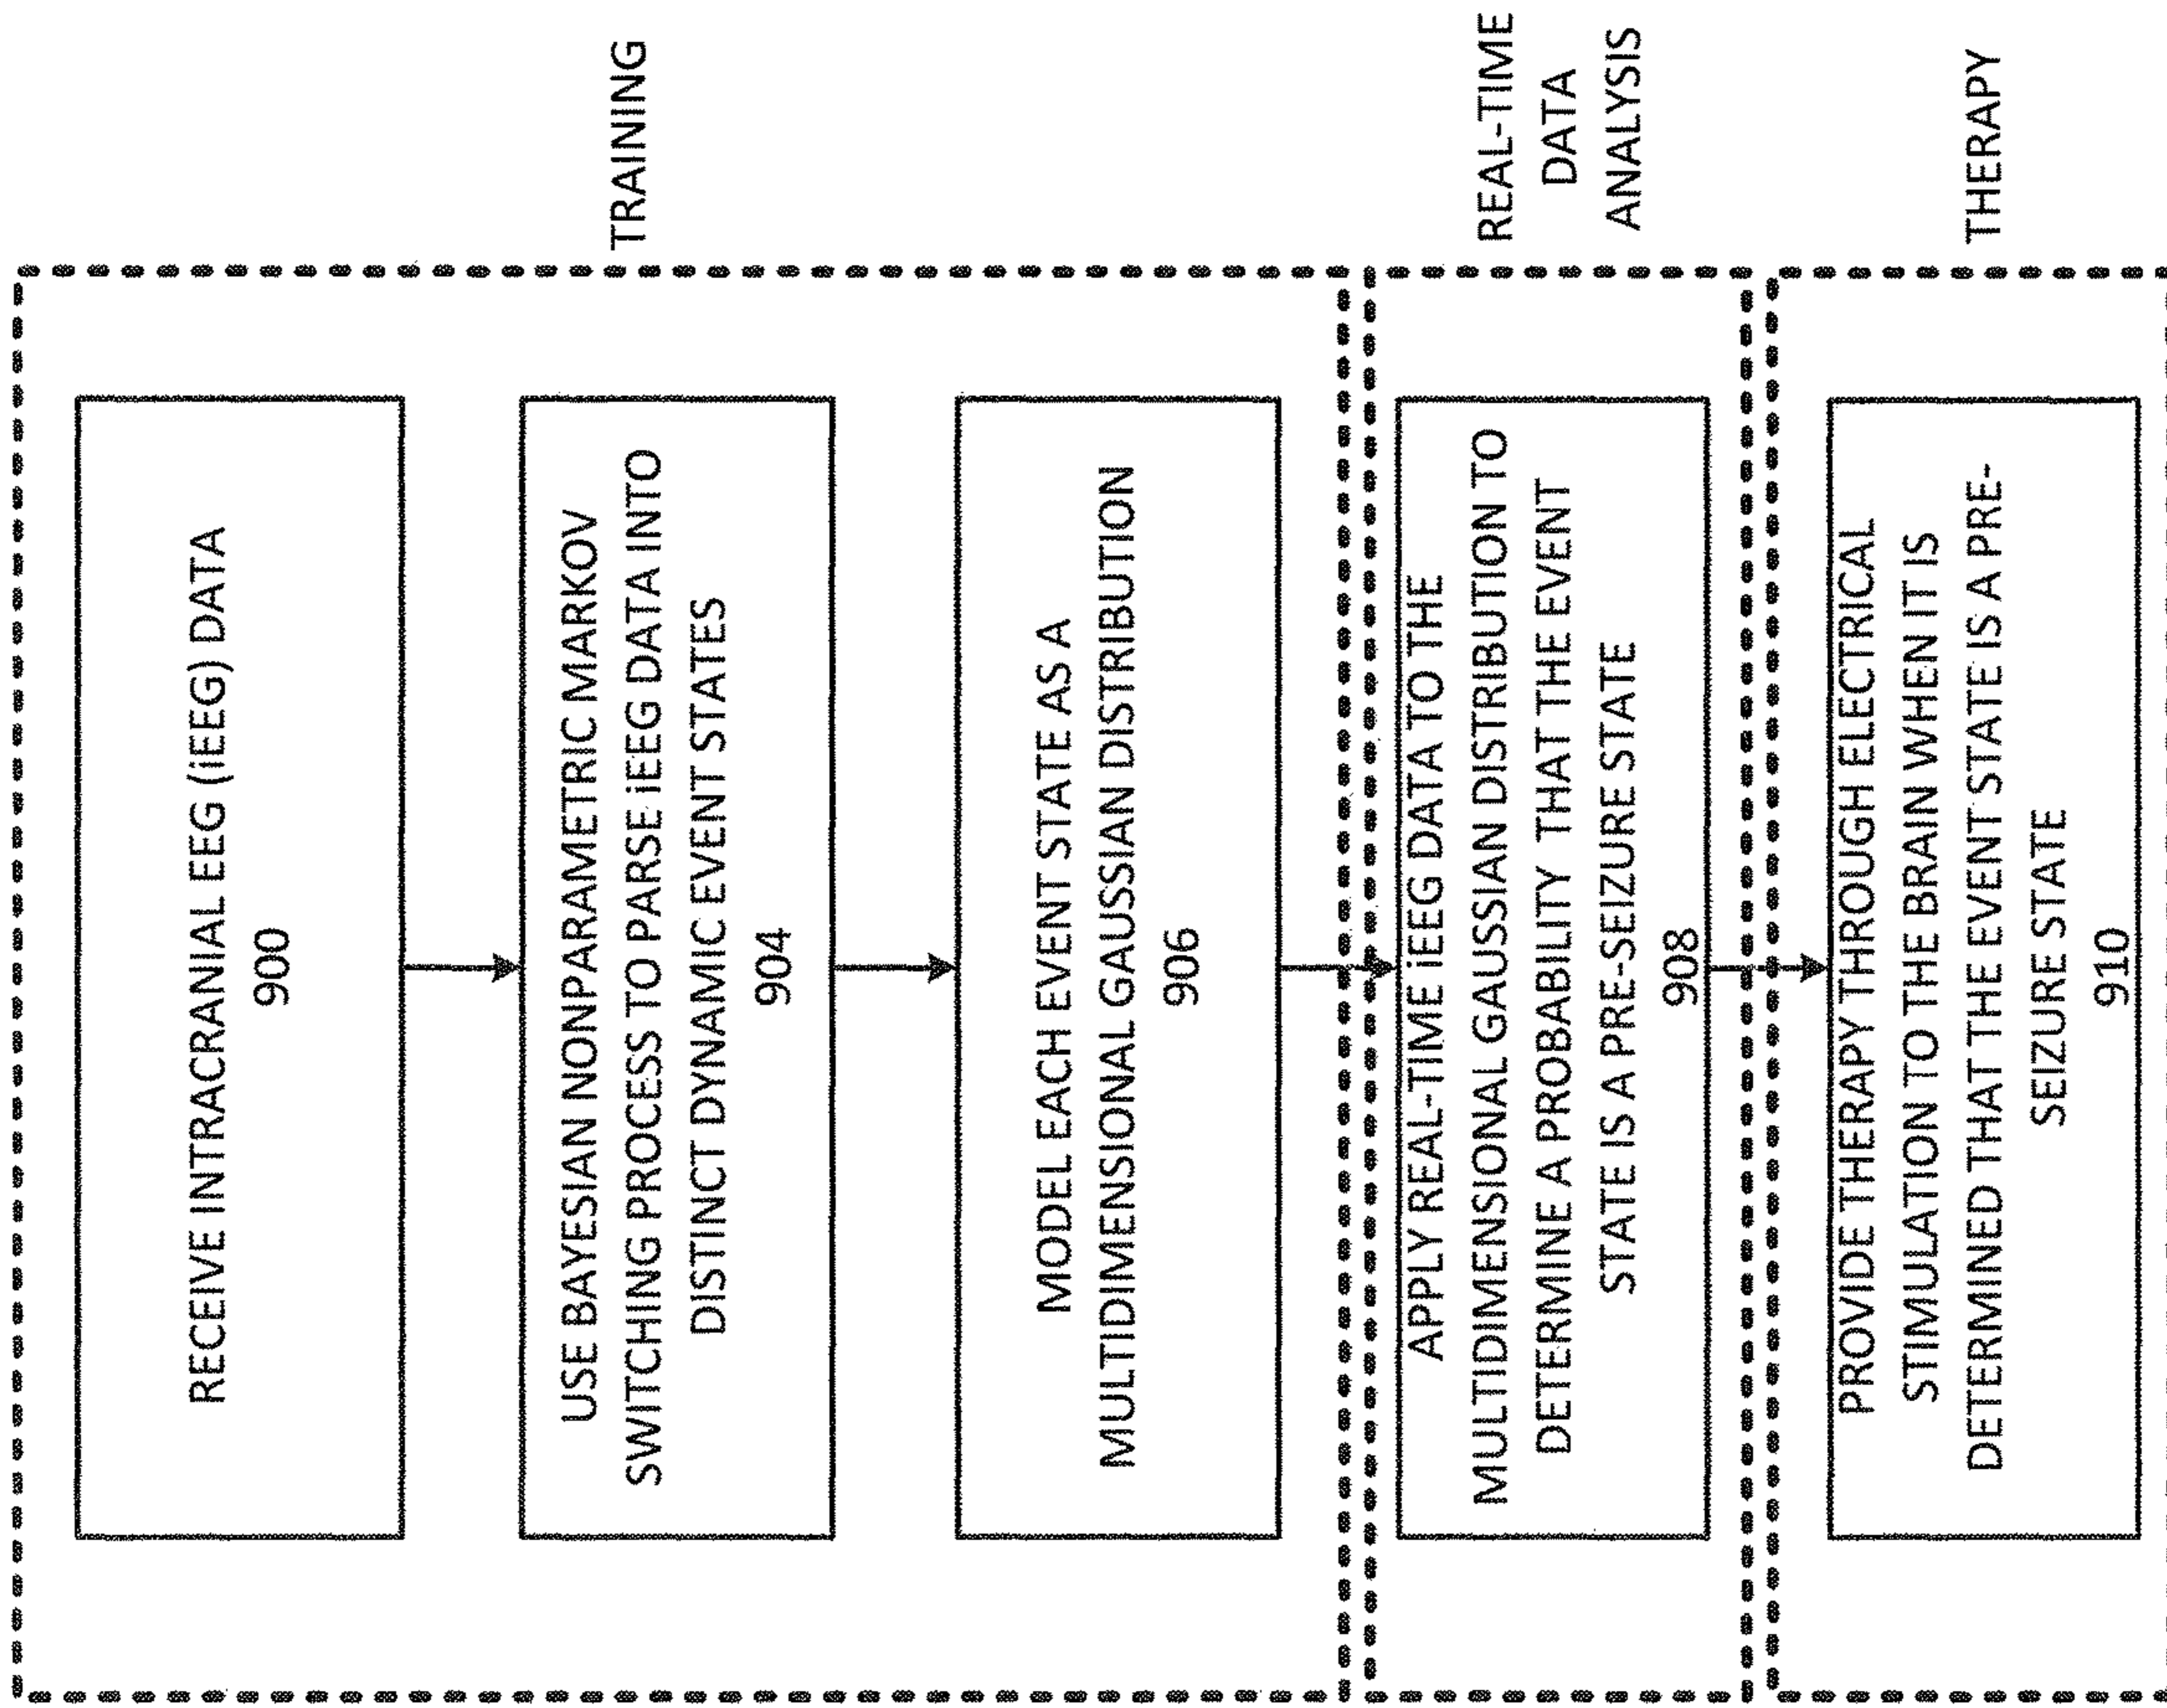 RECEIVE INTRACRANIAL EEG (iEEG) DATA
900
USE BAYESIAN NONPARAMETRIC MARKOV
SWITCHING PROCESS TO PARSE iEEG DATA INTO
DISTINCT DYNAMIC EVENT STATES
904
MODEL EACH EVENT STATE AS A
MULTIDIMENSIONAL GAUSSIAN DISTRIBUTION
906
TRAINING
APPLY REAL-TIME iEEG DATA TO THE
MULTIDIMENSIONAL GAUSSIAN DISTRIBUTION TO
DETERMINE A PROBABILITY THAT THE EVENT
STATE IS A PRE-SEIZURE STATE
908
REAL-TIME
DATA
ANALYSIS
PROVIDE THERAPY THROUGH ELECTRICAL
STIMULATION TO THE BRAIN WHEN IT IS
DETERMINED THAT THE EVENT STATE IS A PRE-
SEIZURE STATE
910
THERAPY